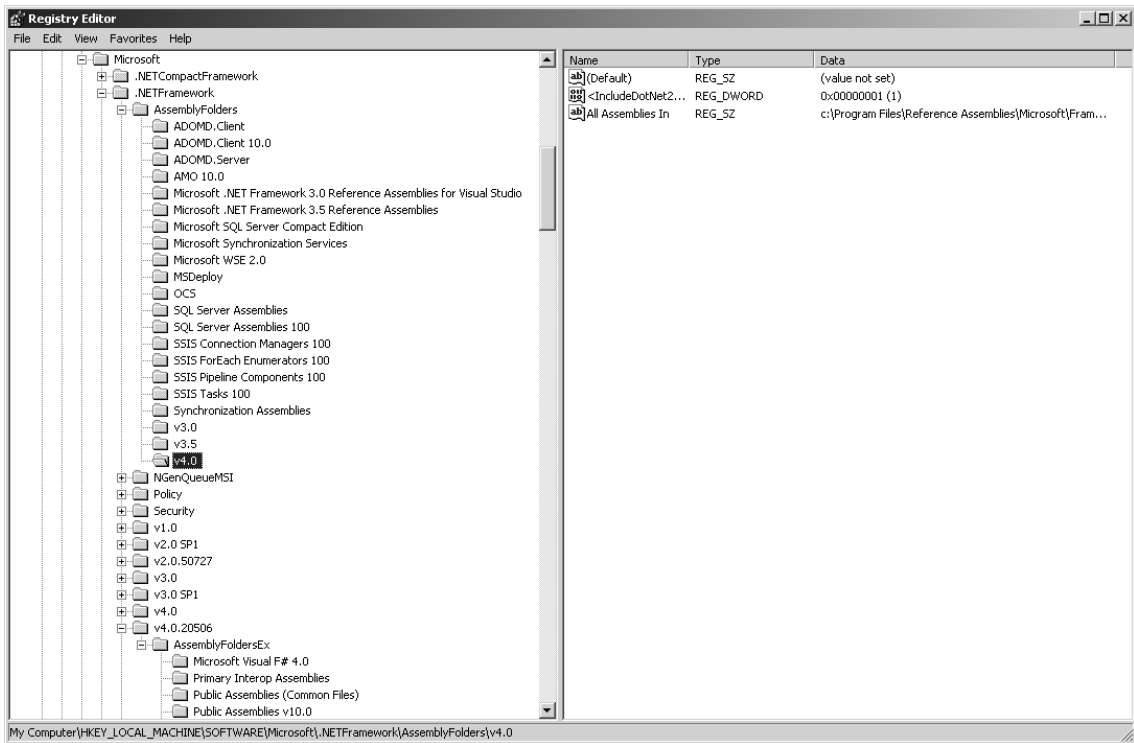 Registry Editor
File Edit View Favorites Help
Microsoft
.NETCompactFramework
.NETFramework
AssemblyFolders
ADOMD.Client
ADOMD.Client 10.0
ADOMD.Server
AMO 10.0
Microsoft .NET Framework 3.0 Reference Assemblies for Visual Studio
Microsoft .NET Framework 3.5 Reference Assemblies
Microsoft SQL Server Compact Edition
Microsoft Synchronization Services
Microsoft WSE 2.0
MSDeploy
OCS
SQL Server Assemblies
SQL Server Assemblies 100
SSIS Connection Managers 100
SSIS ForEach Enumerators 100
SSIS Pipeline Components 100
SSIS Tasks 100
Synchronization Assemblies
v3.0
v3.5
v4.0
NGenQueueMSI
Policy
Security
v1.0
v2.0 SP1
v2.0.50727
v3.0
v3.0 SP1
v4.0
v4.0.20506
AssemblyFoldersEx
Microsoft Visual F# 4.0
Primary Interop Assemblies
Public Assemblies (Common Files)
Public Assemblies v10.0
Name Type Data
(Default) REG_SZ (value not set)
<IncludeDotNet2... REG_DWORD 0x00000001 (1)
All Assemblies In REG_SZ c:\Program Files\Reference Assemblies\Microsoft\Fram...
My Computer\HKEY_LOCAL_MACHINE\SOFTWARE\Microsoft\.NETFramework\AssemblyFolders\v4.0